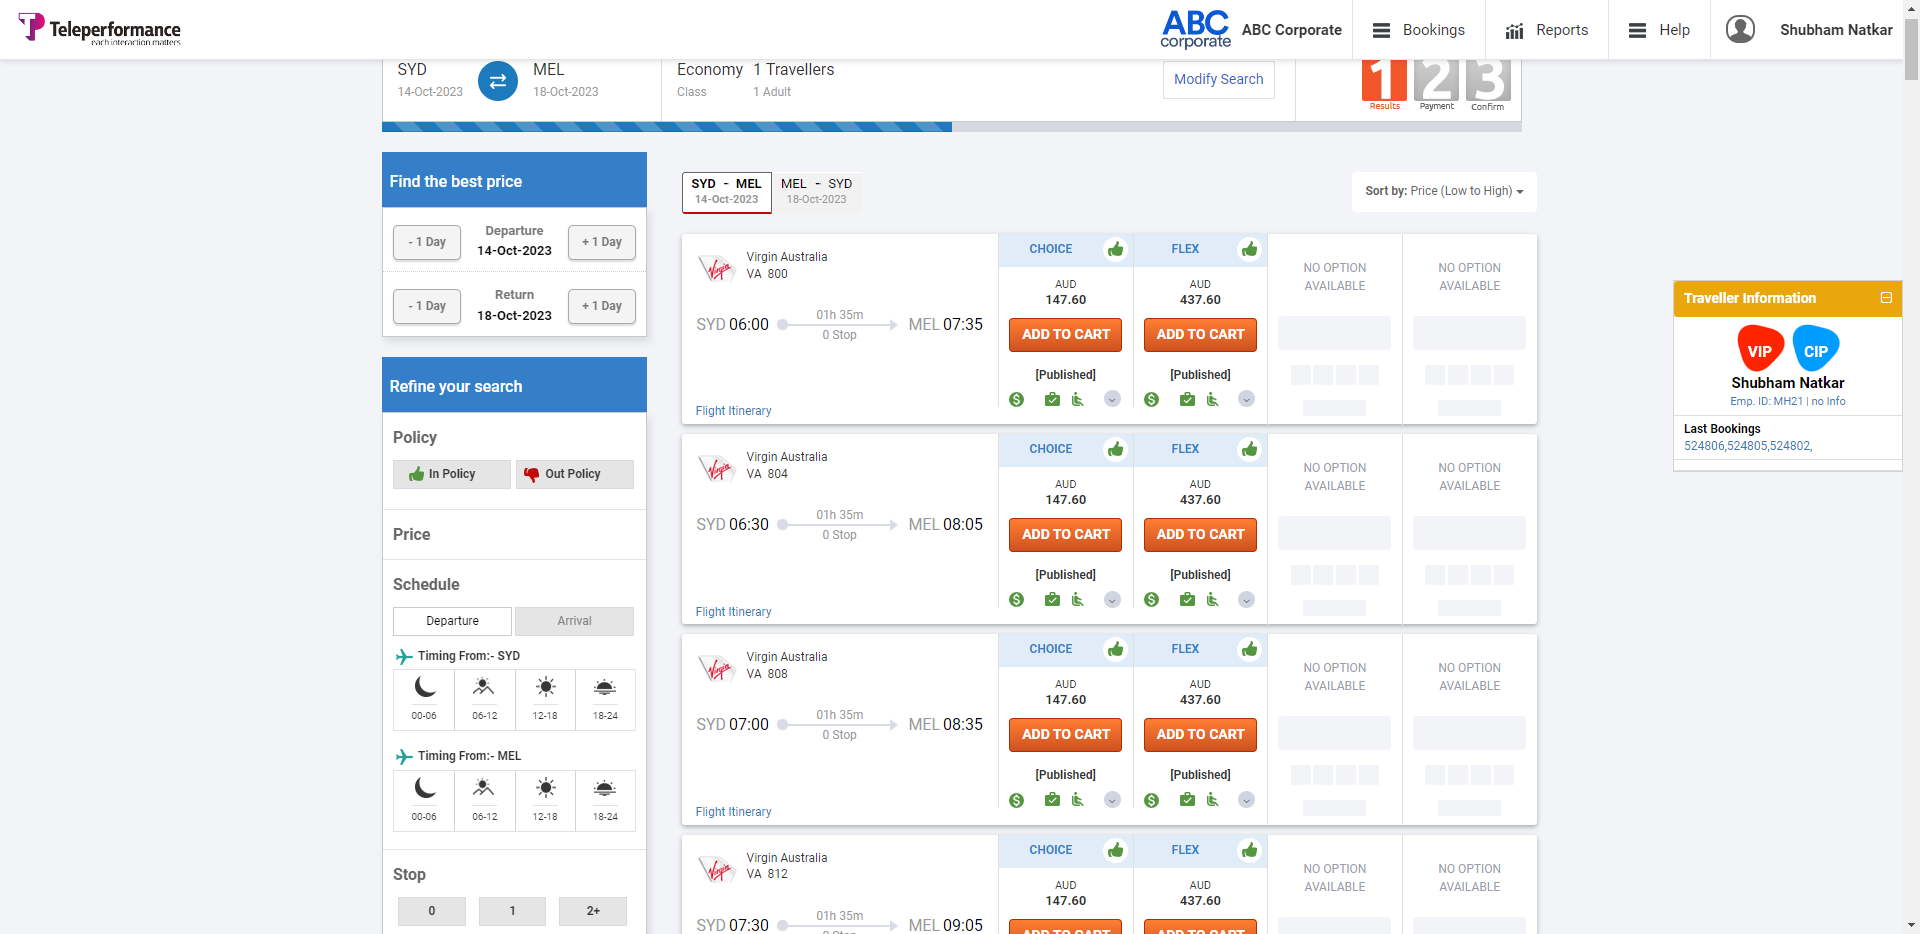 Teleperformance
each interaction matters
ABC
corporate
ABC Corporate
Bookings
Reports
Help
Shubham Natkar
SYD
14-Oct-2023
MEL
18-Oct-2023
Economy
Class
1 Travellers
1 Adult
Modify Search
1
Results
2
Payment
3
Confirm
Find the best price
- 1 Day
Departure
14-Oct-2023
+ 1 Day
- 1 Day
Return
18-Oct-2023
+ 1 Day
Refine your search
Policy
In Policy
Out Policy
Price
Schedule
Departure
Arrival
Timing From:- SYD
00-06
06-12
12-18
18-24
Timing From:- MEL
00-06
06-12
12-18
18-24
Stop
0
1
2+
SYD - MEL
14-Oct-2023
MEL - SYD
18-Oct-2023
Sort by: Price (Low to High)
Virgin
Virgin Australia
VA 800
SYD 06:00
01h 35m
0 Stop
MEL 07:35
Flight Itinerary
CHOICE
AUD
147.60
ADD TO CART
[Published]
FLEX
AUD
437.60
ADD TO CART
[Published]
NO OPTION
AVAILABLE
NO OPTION
AVAILABLE
Virgin
Virgin Australia
VA 804
SYD 06:30
01h 35m
0 Stop
MEL 08:05
Flight Itinerary
CHOICE
AUD
147.60
ADD TO CART
[Published]
FLEX
AUD
437.60
ADD TO CART
[Published]
NO OPTION
AVAILABLE
NO OPTION
AVAILABLE
Virgin
Virgin Australia
VA 808
SYD 07:00
01h 35m
0 Stop
MEL 08:35
Flight Itinerary
CHOICE
AUD
147.60
ADD TO CART
[Published]
FLEX
AUD
437.60
ADD TO CART
[Published]
NO OPTION
AVAILABLE
NO OPTION
AVAILABLE
Virgin
Virgin Australia
VA 812
SYD 07:30
01h 35m
0 Stop
MEL 09:05
CHOICE
AUD
147.60
ADD TO CART
FLEX
AUD
437.60
ADD TO CART
NO OPTION
AVAILABLE
NO OPTION
AVAILABLE
Traveller Information
VIP
CIP
Shubham Natkar
Emp. ID: MH21 | no Info
Last Bookings
524806,524805,524802,